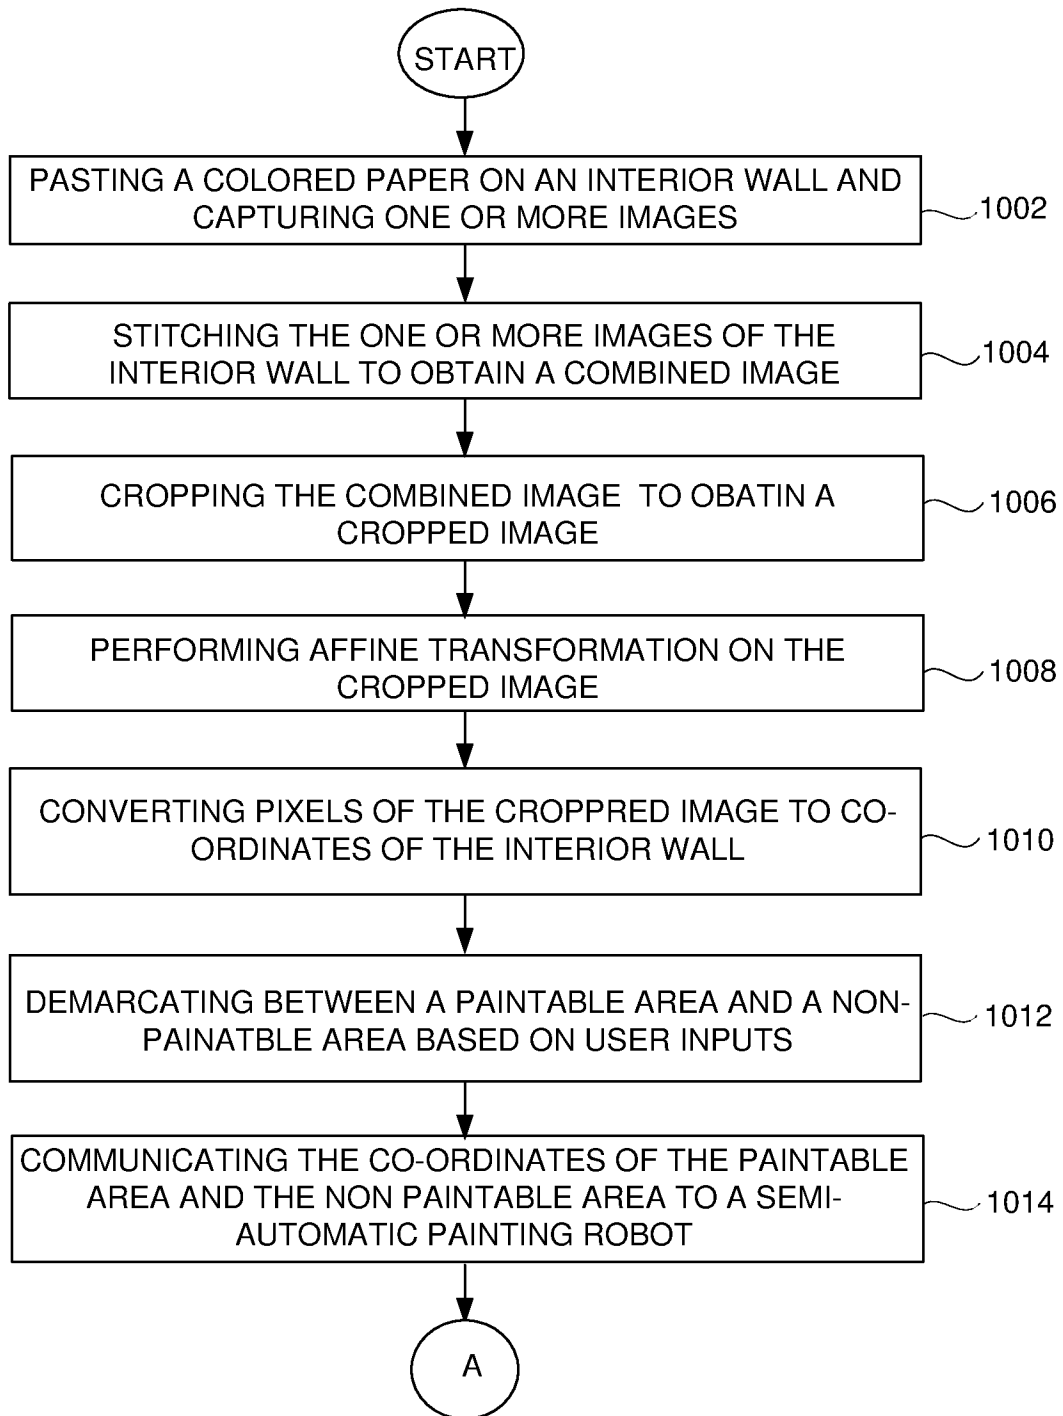 START
PASTING A COLORED PAPER ON AN INTERIOR WALL AND
CAPTURING ONE OR MORE IMAGES
1002
STITCHING THE ONE OR MORE IMAGES OF THE
INTERIOR WALL TO OBTAIN A COMBINED IMAGE
1004
CROPPING THE COMBINED IMAGE TO OBATIN A
CROPPED IMAGE
1006
PERFORMING AFFINE TRANSFORMATION ON THE
CROPPED IMAGE
1008
CONVERTING PIXELS OF THE CROPPRED IMAGE TO CO-
ORDINATES OF THE INTERIOR WALL
1010
DEMARCATING BETWEEN A PAINTABLE AREA AND A NON-
PAINATBLE AREA BASED ON USER INPUTS
1012
COMMUNICATING THE CO-ORDINATES OF THE PAINTABLE
AREA AND THE NON PAINTABLE AREA TO A SEMI-
AUTOMATIC PAINTING ROBOT
1014
A